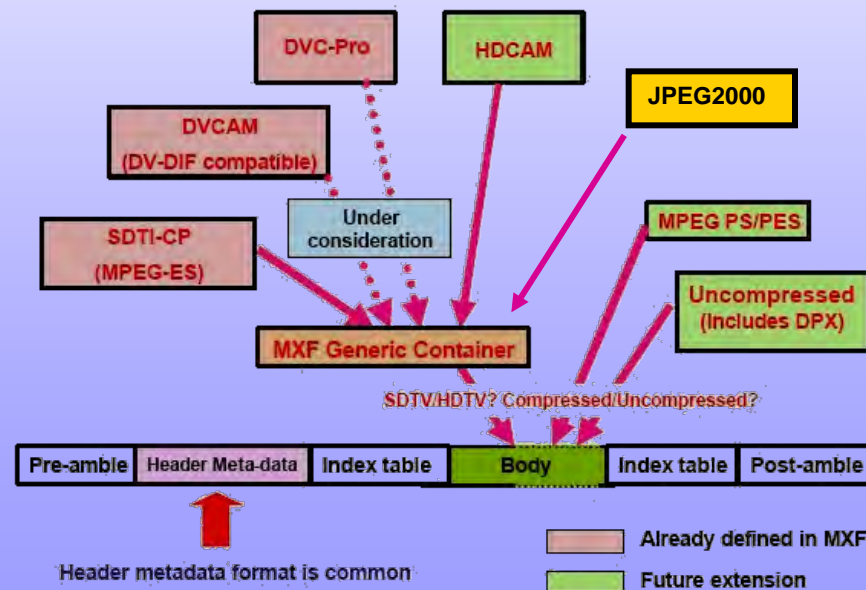 DVC-Pro
HDCAM
JPEG2000
DVCAM
(DV-DIF compatible)
Under
consideration
SDTI-CP
(MPEG-ES)
MPEG PS/PES
Uncompressed
(Includes DPX)
MXF Generic Container
SDTV/HDTV? Compressed/Uncompressed?
Pre-amble Header Meta-data Index table Body Index table Post-amble
Already defined in MXF
Header metadata format is common
Future extension